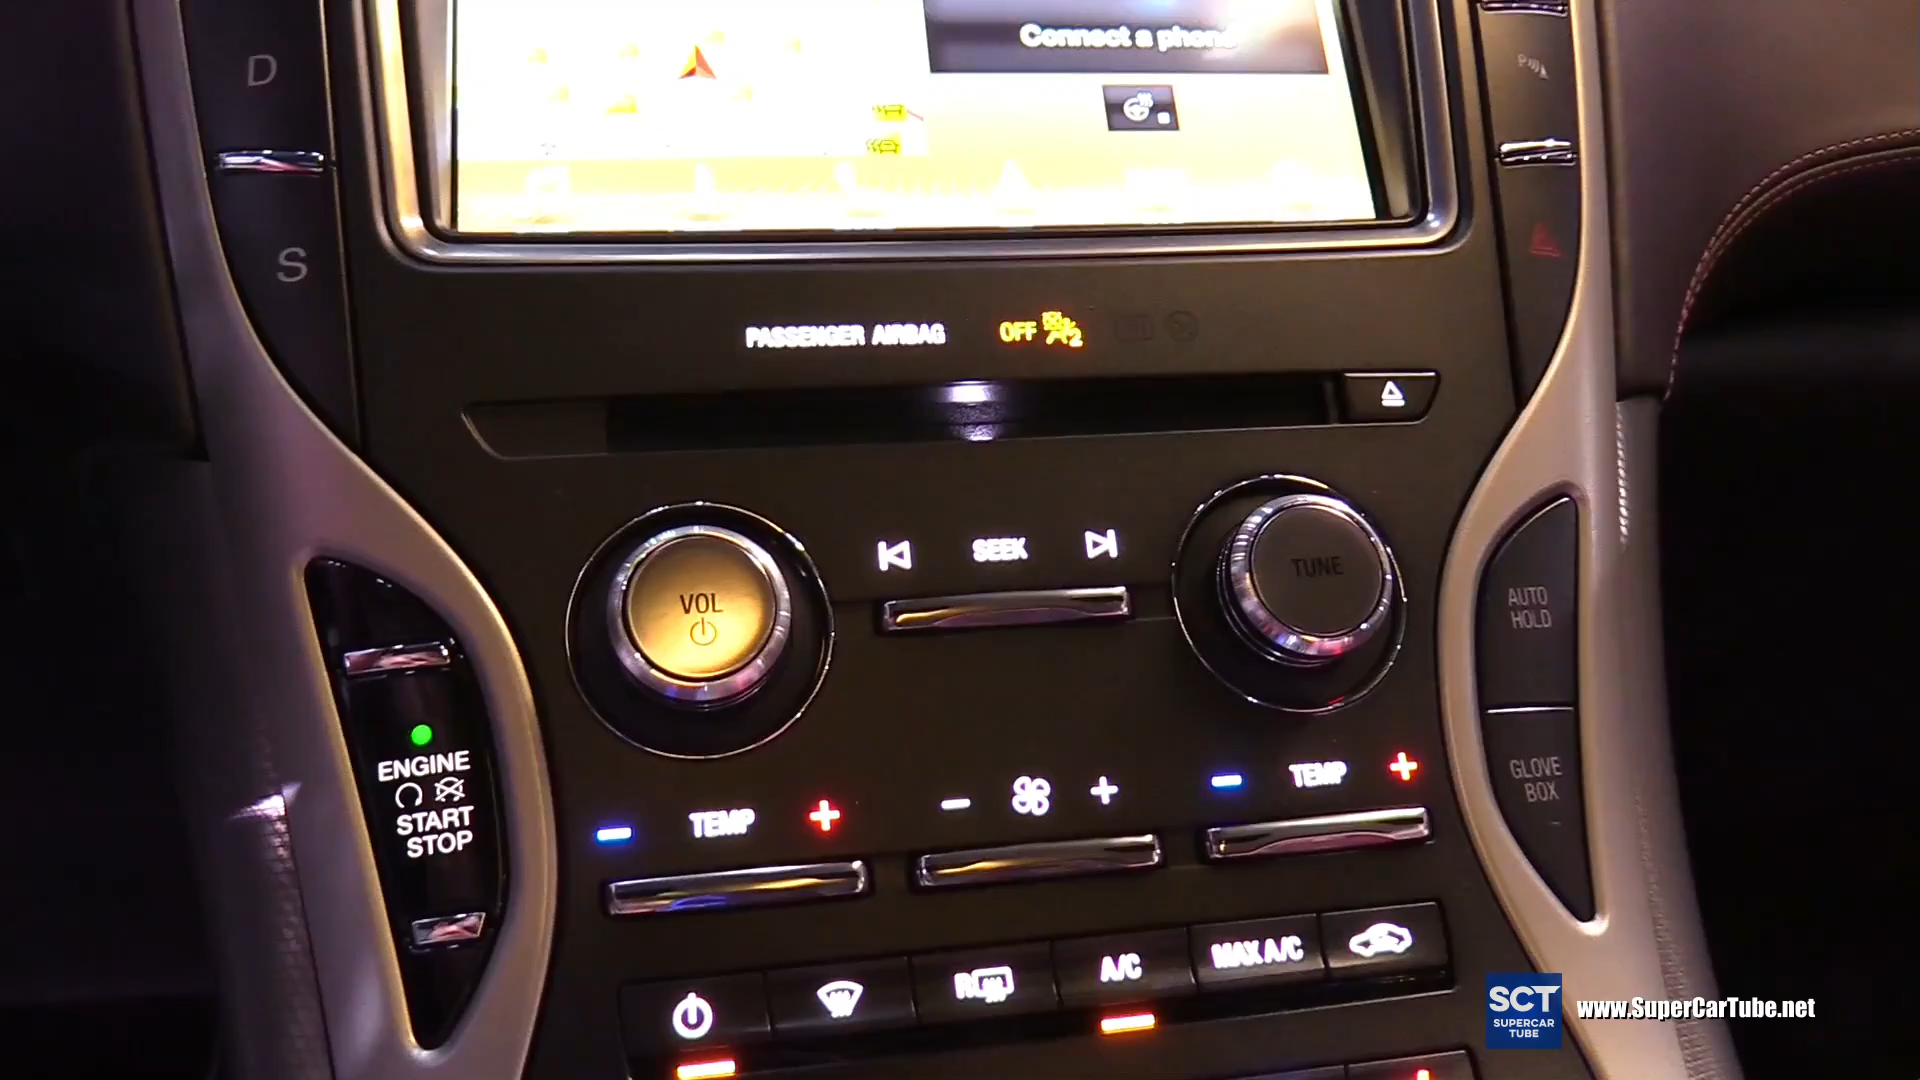 D
Connect a phone
S
PASSENGER AIRBAG OFF 2
SEEK
VOL
TUNE
AUTO
HOLD
ENGINE
START
STOP
TEMP
TEMP
GLOVE
BOX
R
A/C
MAX A/C
SCT
SUPERCAR
TUBE
www.SuperCarTube.net